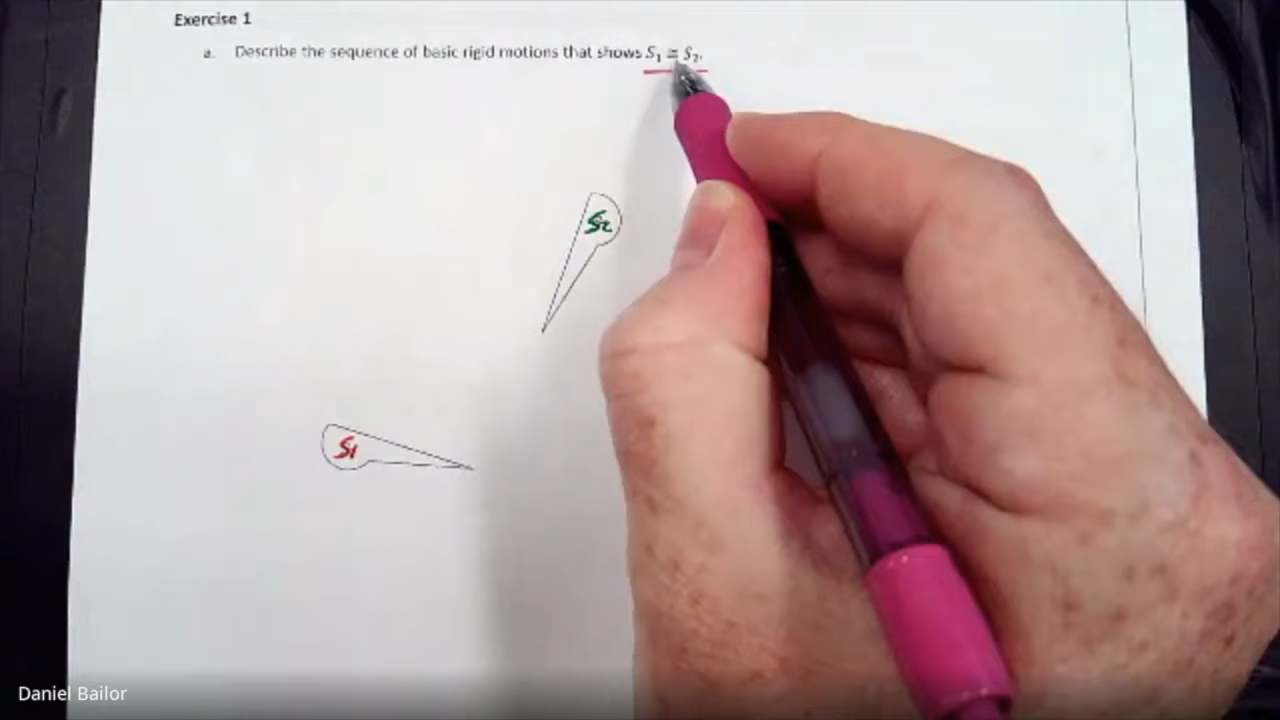 Exercise 1
a. Describe the sequence of basic rigid motions that shows S₁ ≅ S₂.
S2
S1
Daniel Bailor